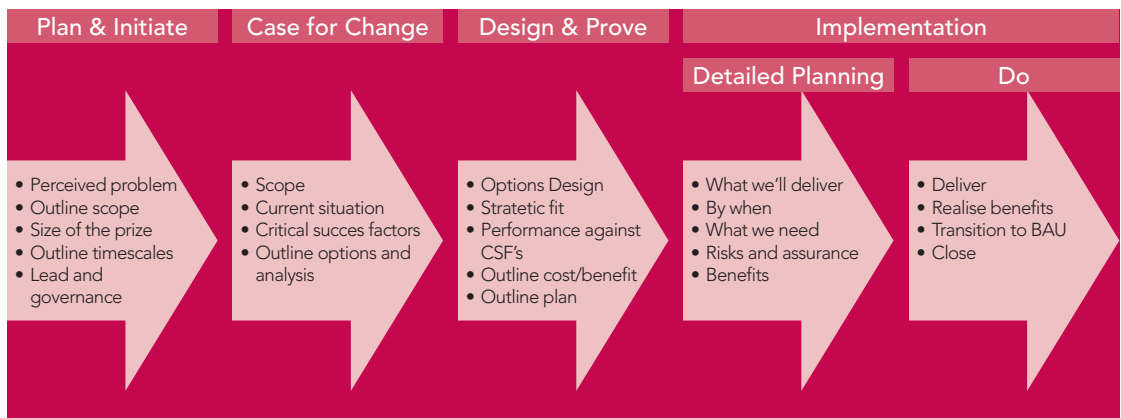 Plan & Initiate
Case for Change
Design & Prove
Implementation
Detailed Planning
Do
• Perceived problem
• Outline scope
• Size of the prize
• Outline timescales
• Lead and
governance
• Scope
• Current situation
• Critical succes factors
• Outline options and
analysis
• Options Design
• Stratetic fit
• Performance against
CSF's
• Outline cost/benefit
• Outline plan
• What we'll deliver
• By when
• What we need
• Risks and assurance
• Benefits
• Deliver
• Realise benefits
• Transition to BAU
• Close